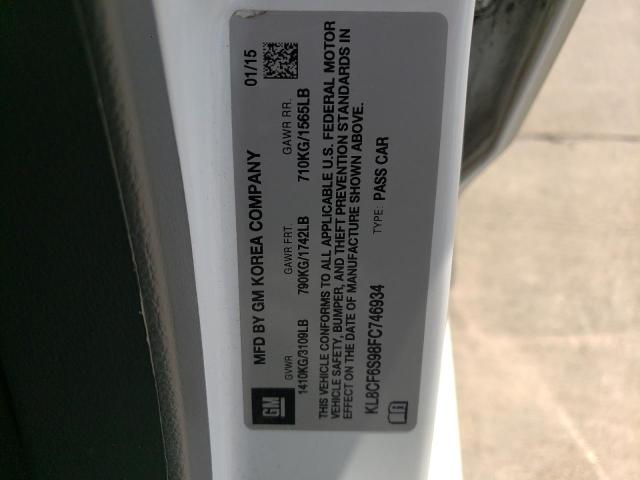 GM
MFD BY GM KOREA COMPANY
01/15
GVWR GAWR FRT. GAWR RR.
1410KG/3109LB 790KG/1742LB 710KG/1565LB
THIS VEHICLE CONFORMS TO ALL APPLICABLE U.S. FEDERAL MOTOR
VEHICLE SAFETY, BUMPER, AND THEFT PREVENTION STANDARDS IN
EFFECT ON THE DATE OF MANUFACTURE SHOWN ABOVE.
KL8CF6S98FC746934 TYPE: PASS CAR